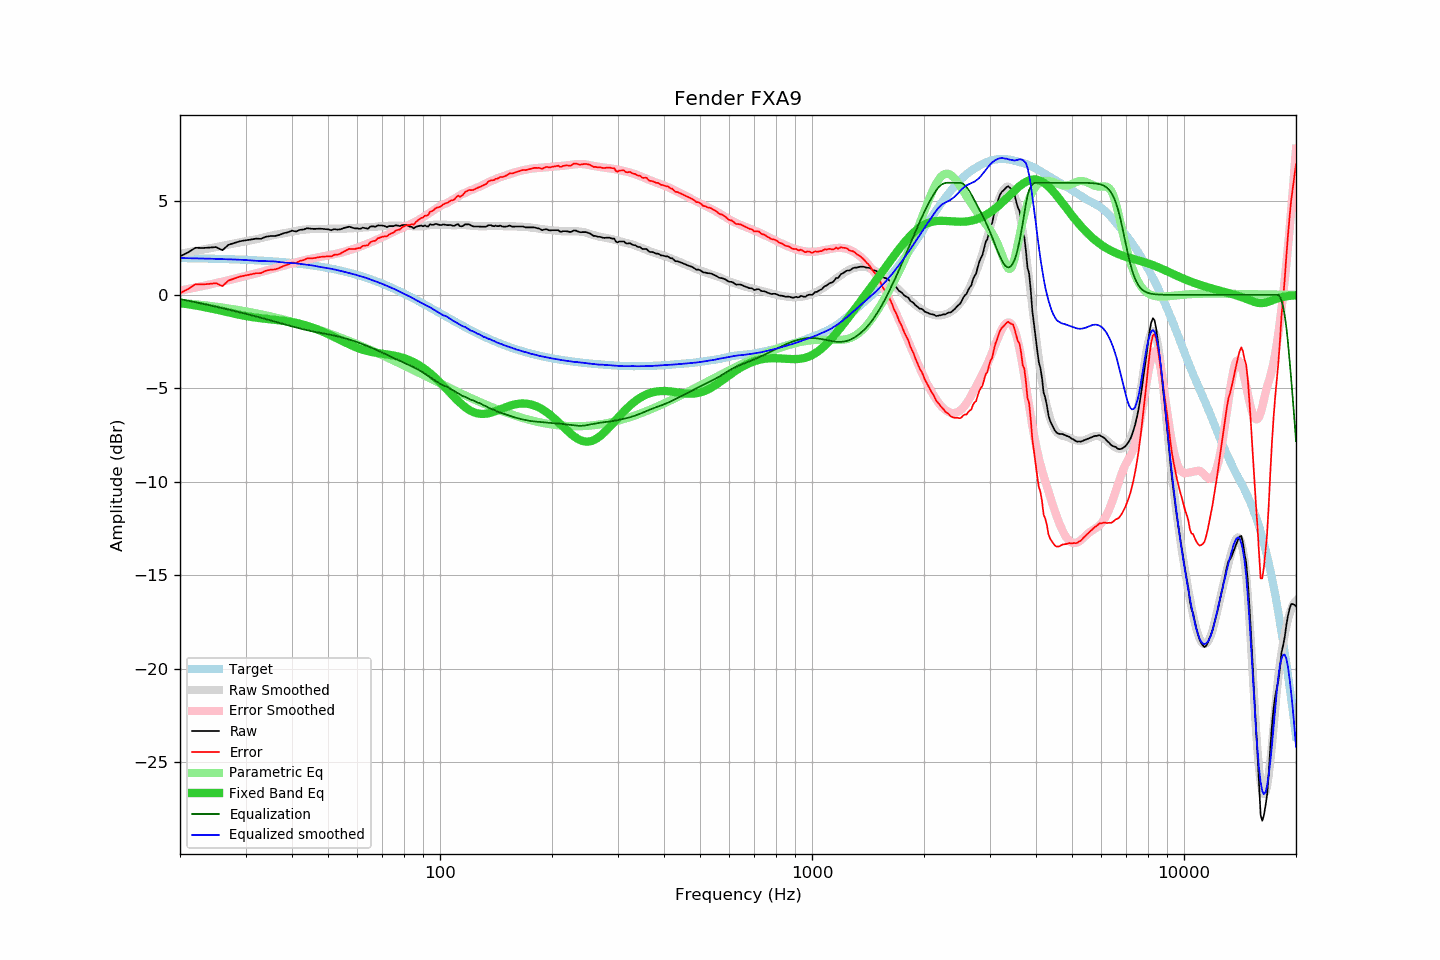 Fender FXA9
Amplitude (dBr)
5
0
−5
−10
−15
−20
−25
Target
Raw Smoothed
Error Smoothed
Raw
Error
Parametric Eq
Fixed Band Eq
Equalization
Equalized smoothed
100
1000
10000
Frequency (Hz)